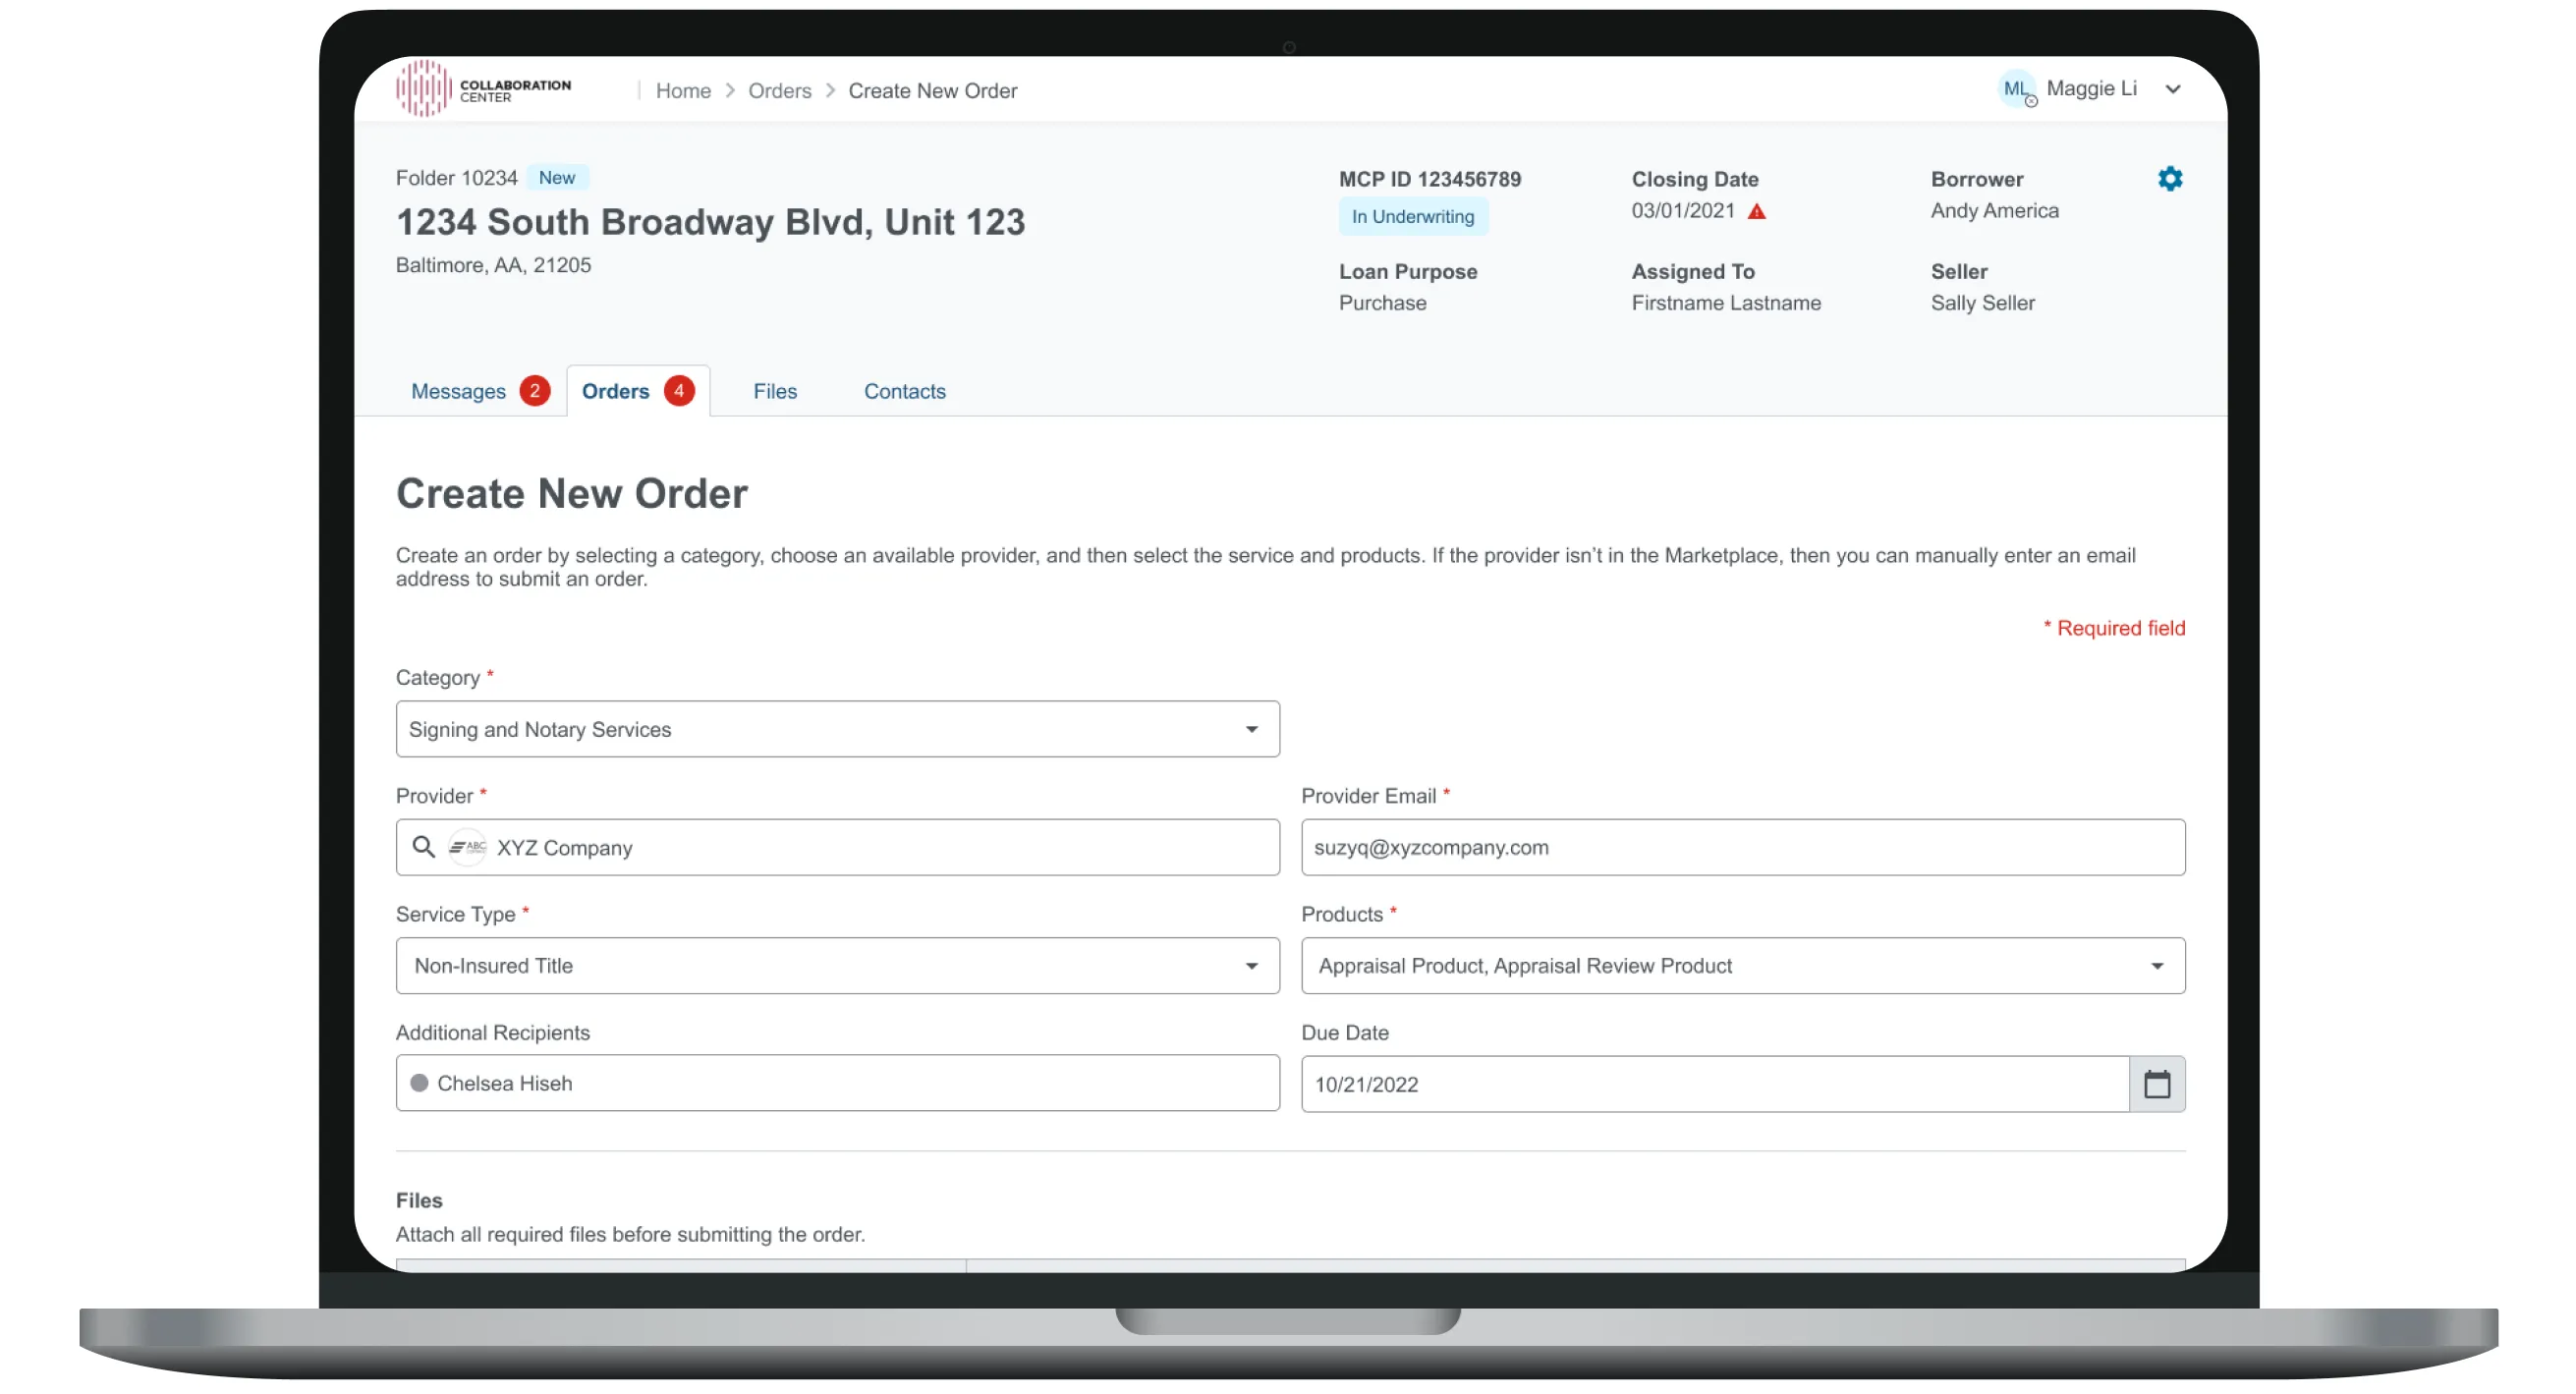 COLLABORATION
CENTER
Home > Orders > Create New Order
ML Maggie Li
Folder 10234 New
1234 South Broadway Blvd, Unit 123
Baltimore, AA, 21205
MCP ID 123456789
In Underwriting
Closing Date
03/01/2021
Borrower
Andy America
Loan Purpose
Purchase
Assigned To
Firstname Lastname
Seller
Sally Seller
Messages 2 Orders 4 Files Contacts
Create New Order
Create an order by selecting a category, choose an available provider, and then select the service and products. If the provider isn’t in the Marketplace, then you can manually enter an email
address to submit an order.
* Required field
Category *
Signing and Notary Services
Provider *
ABC XYZ Company
Provider Email *
suzyq@xyzcompany.com
Service Type *
Non-Insured Title
Products *
Appraisal Product, Appraisal Review Product
Additional Recipients
Chelsea Hiseh
Due Date
10/21/2022
Files
Attach all required files before submitting the order.